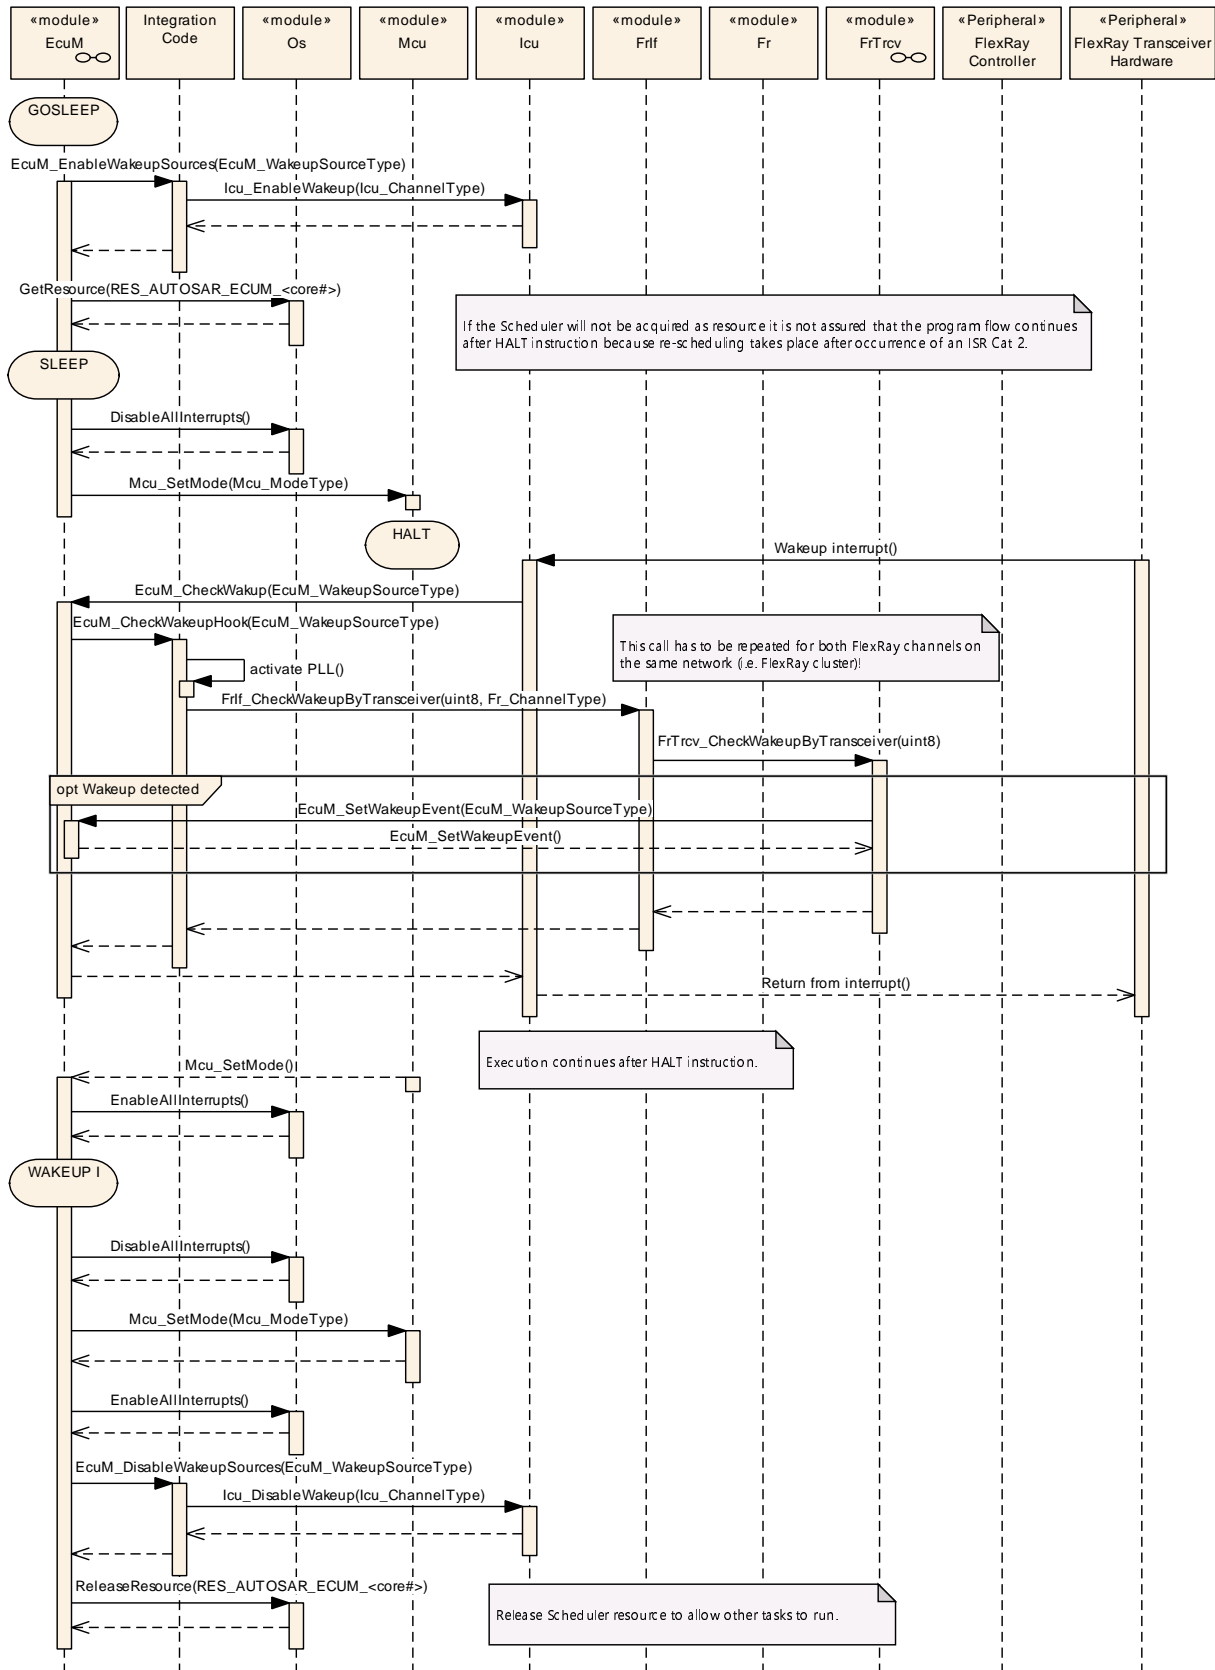 «module»
EcuM
Integration
Code
«module»
Os
«module»
Mcu
«module»
Icu
«module»
FrIf
«module»
Fr
«module»
FrTrcv
«Peripheral»
FlexRay
Controller
«Peripheral»
FlexRay Transceiver
Hardware
GOSLEEP
EcuM_EnableWakeupSources(EcuM_WakeupSourceType)
Icu_EnableWakeup(Icu_ChannelType)
GetResource(RES_AUTOSAR_ECUM_<core#>)
If the Scheduler will not be acquired as resource it is not assured that the program flow continues
after HALT instruction because re-scheduling takes place after occurrence of an ISR Cat 2.
SLEEP
DisableAllInterrupts()
Mcu_SetMode(Mcu_ModeType)
HALT
Wakeup interrupt()
EcuM_CheckWakup(EcuM_WakeupSourceType)
EcuM_CheckWakeupHook(EcuM_WakeupSourceType)
This call has to be repeated for both FlexRay channels on
the same network (i.e. FlexRay cluster)!
activate PLL()
FrIf_CheckWakeupByTransceiver(uint8, Fr_ChannelType)
FrTrcv_CheckWakeupByTransceiver(uint8)
opt Wakeup detected
EcuM_SetWakeupEvent(EcuM_WakeupSourceType)
EcuM_SetWakeupEvent()
Return from interrupt()
Execution continues after HALT instruction.
Mcu_SetMode()
EnableAllInterrupts()
WAKEUP I
DisableAllInterrupts()
Mcu_SetMode(Mcu_ModeType)
EnableAllInterrupts()
EcuM_DisableWakeupSources(EcuM_WakeupSourceType)
Icu_DisableWakeup(Icu_ChannelType)
ReleaseResource(RES_AUTOSAR_ECUM_<core#>)
Release Scheduler resource to allow other tasks to run.